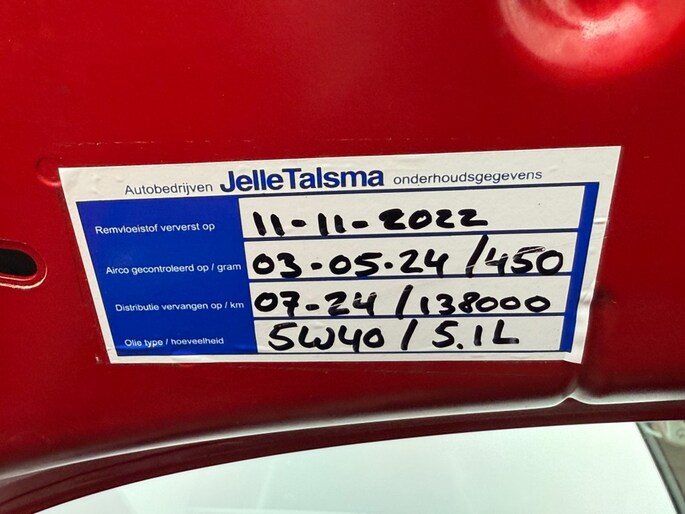 Autobedrijven JelleTalsma onderhoudsgegevens
Remvloeistof ververst op 11-11-2022
Airco gecontroleerd op / gram 03-05-24/450
Distributie vervangen op / km 07-24/138000
Olie type / hoeveelheid 5W40/5.1L